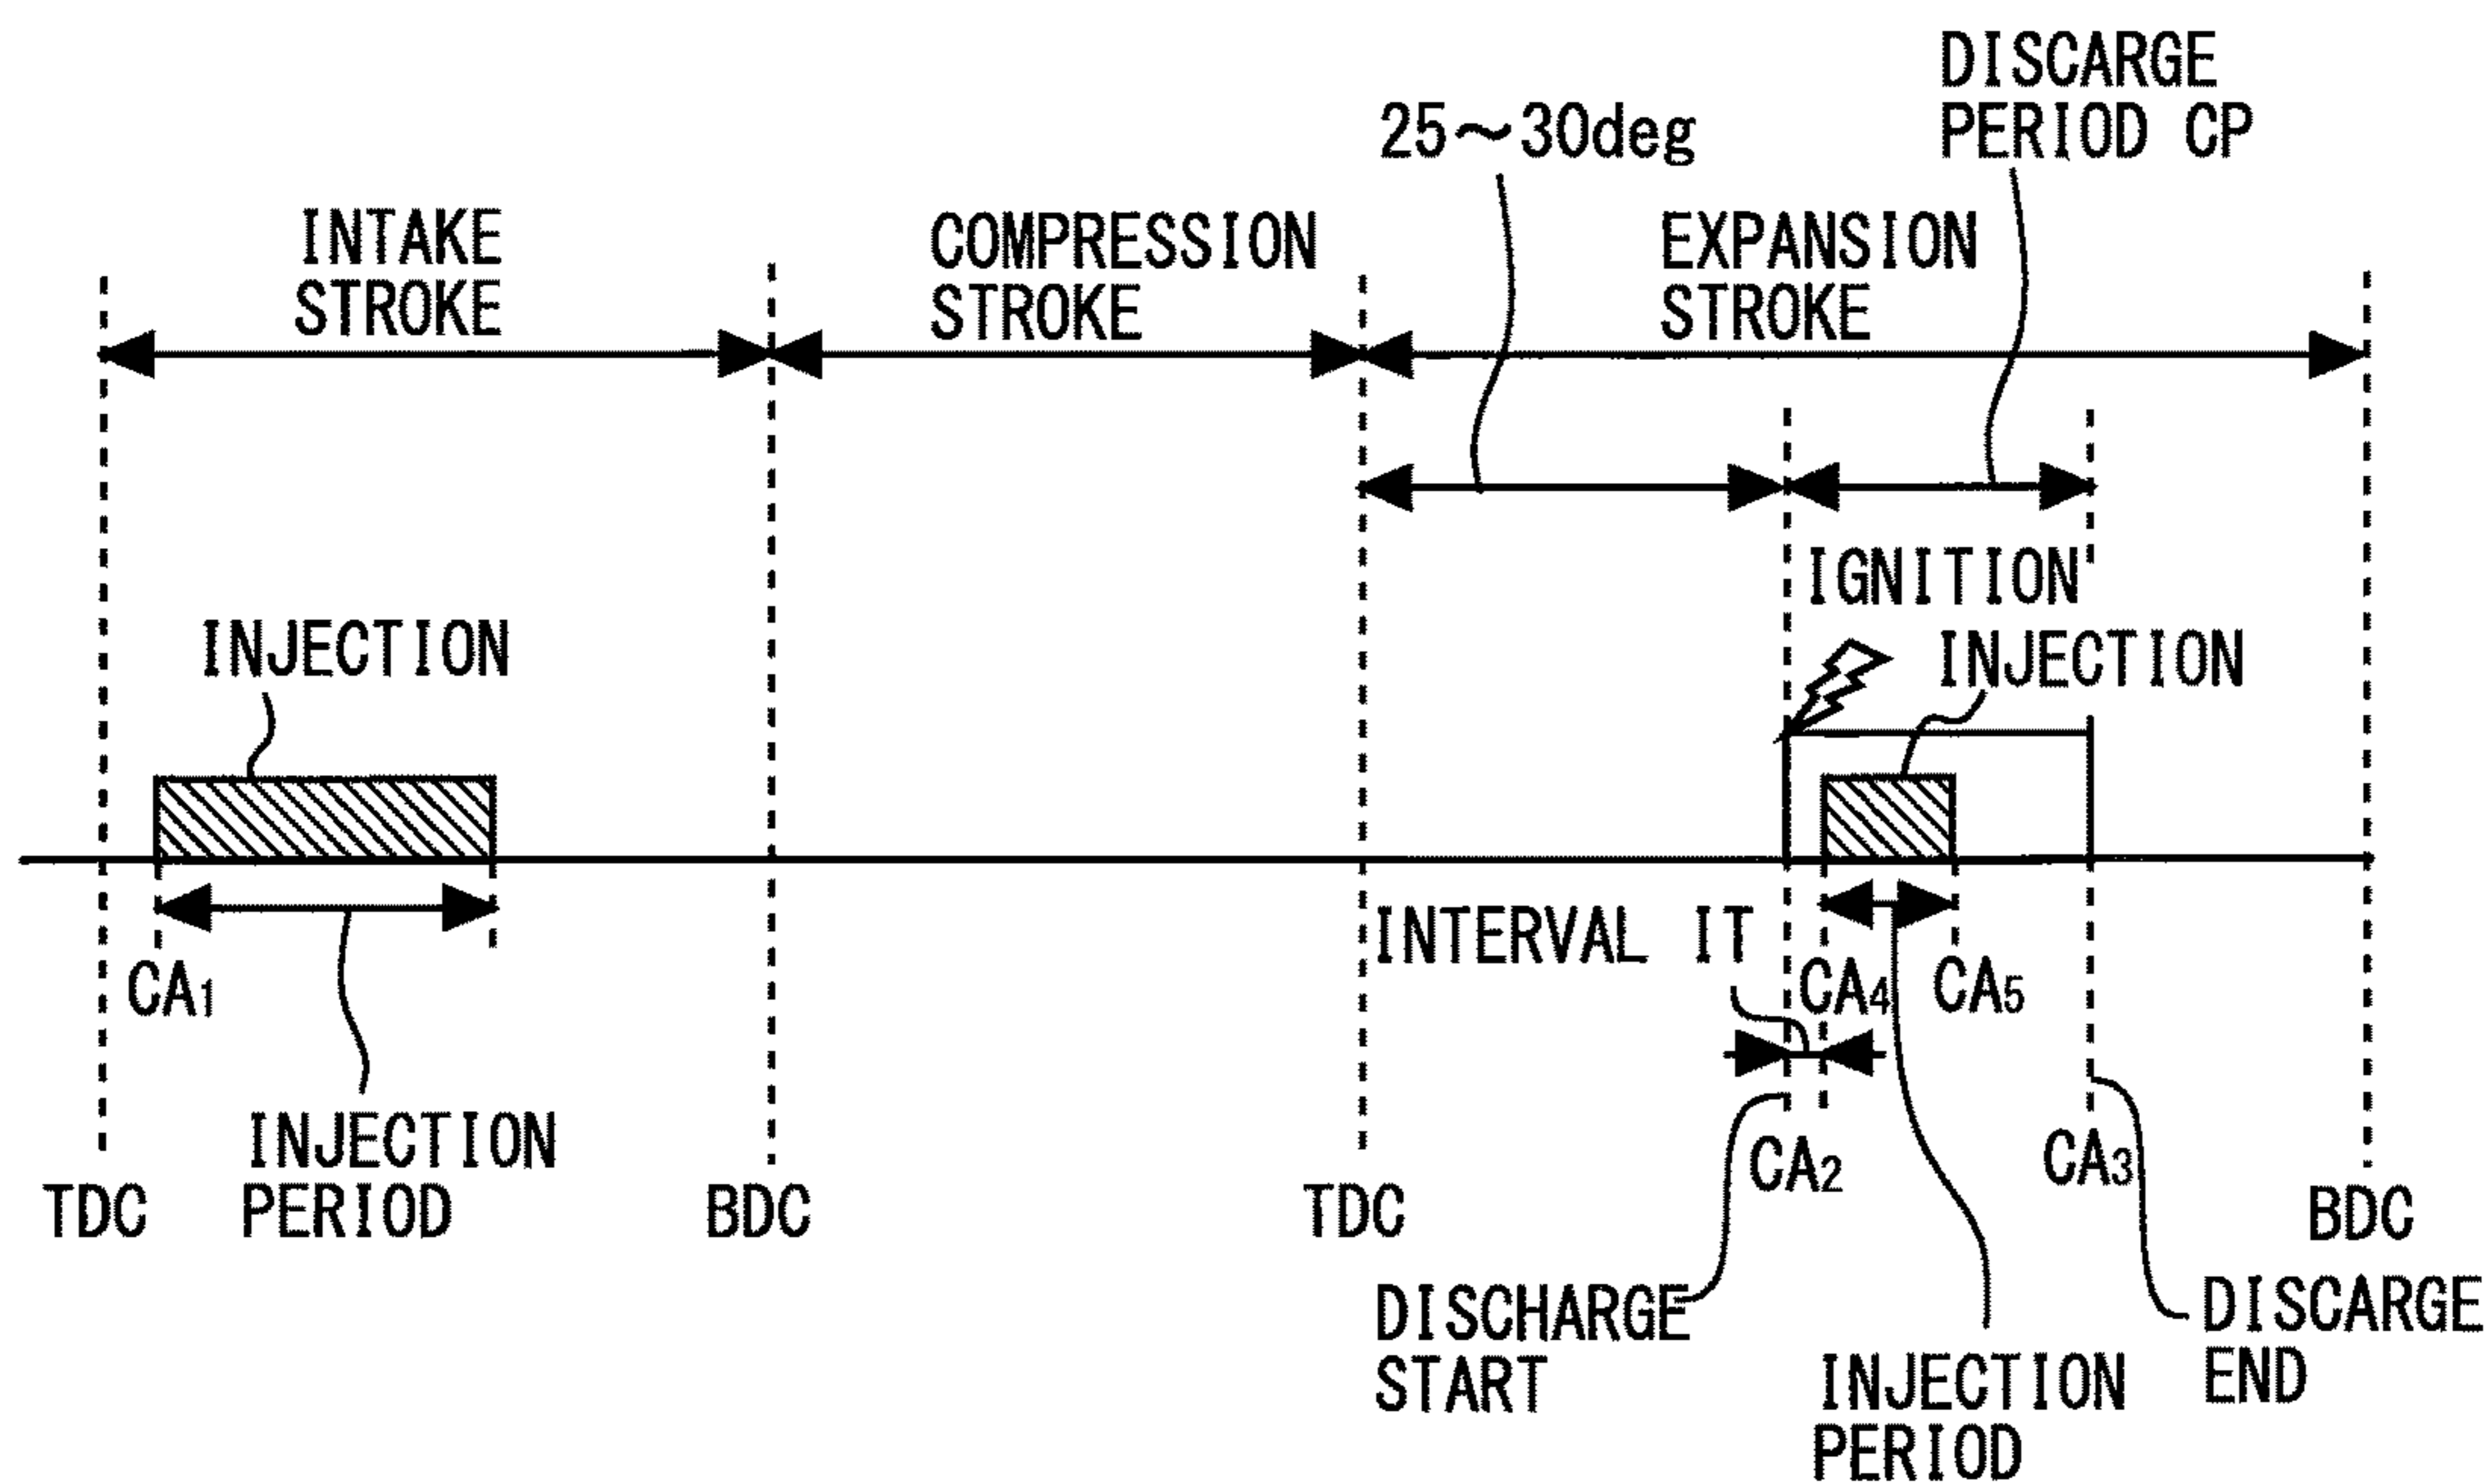 DISCARGE
PERIOD CP
25～30deg
INTAKE
STROKE
COMPRESSION
STROKE
EXPANSION
STROKE
IGNITION
INJECTION
INJECTION
INTERVAL IT
CA1
CA4
CA5
INJECTION
PERIOD
CA2
CA3
TDC
BDC
TDC
BDC
DISCHARGE
START
INJECTION
PERIOD
DISCARGE
END